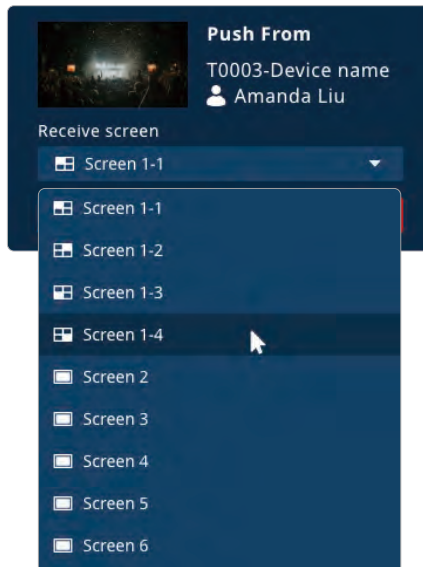 Push From
T0003-Device name
Amanda Liu
Receive screen
Screen 1-1
Screen 1-1
Screen 1-2
Screen 1-3
Screen 1-4
Screen 2
Screen 3
Screen 4
Screen 5
Screen 6